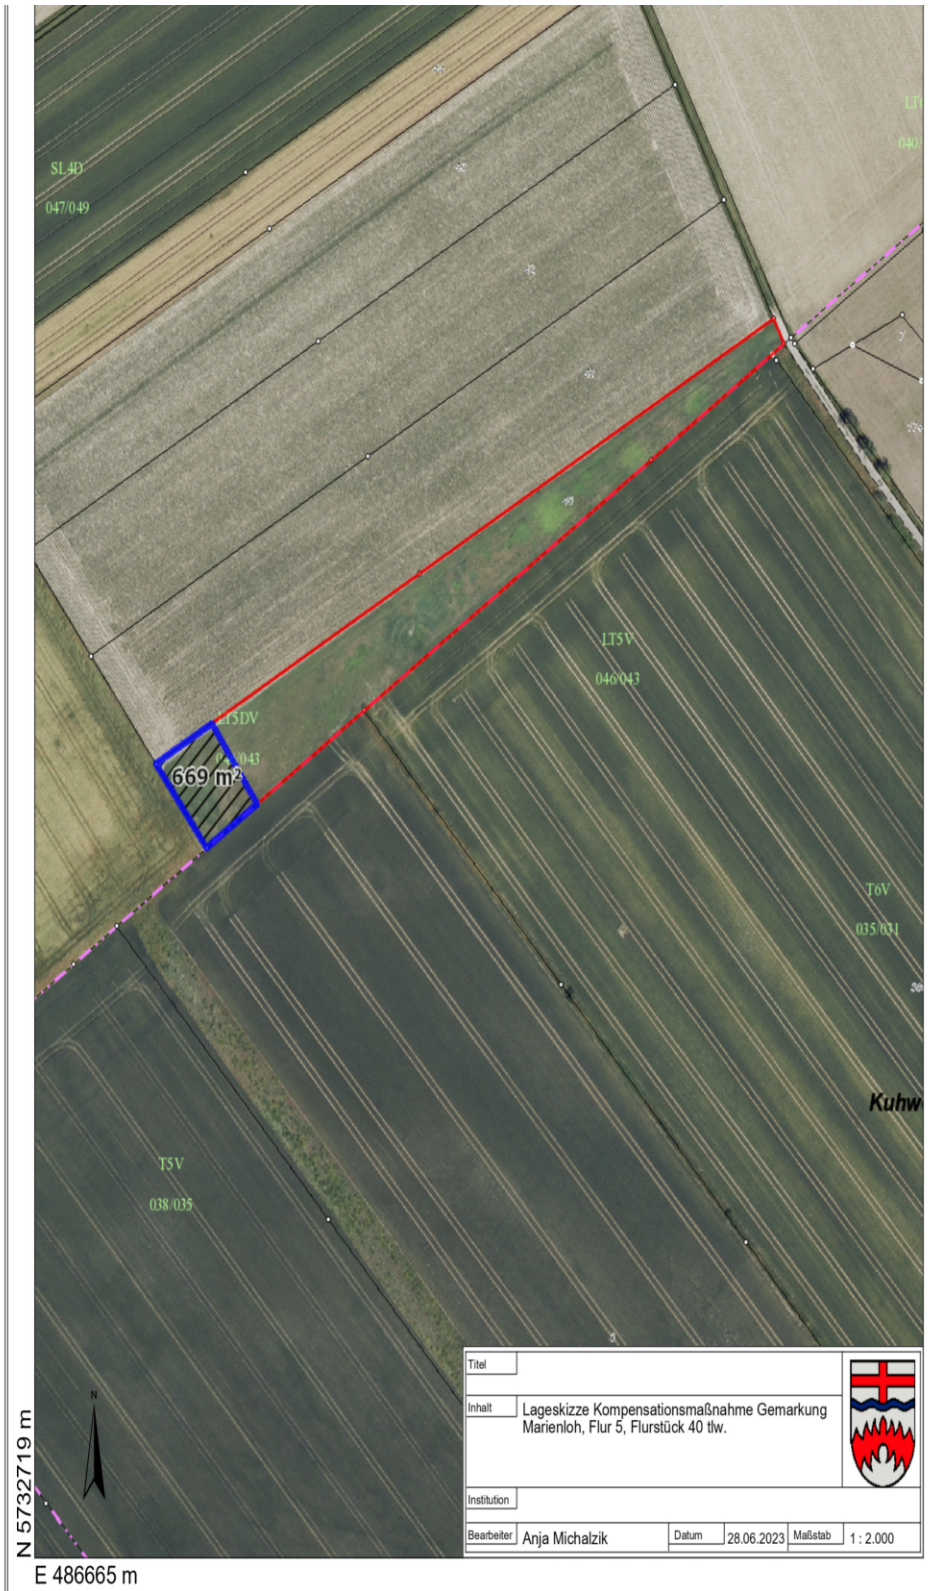 SL4D
047/049
LT5V
046/043
LT5DV
/043
669 m²
T6V
035/031
Kuhw
T5V
038/035
N
Titel
Inhalt
Lageskizze Kompensationsmaßnahme Gemarkung
Marienloh, Flur 5, Flurstück 40 tlw.
Institution
Bearbeiter Anja Michalzik Datum 28.06.2023 Maßstab 1 : 2.000
N 5732719 m
E 486665 m